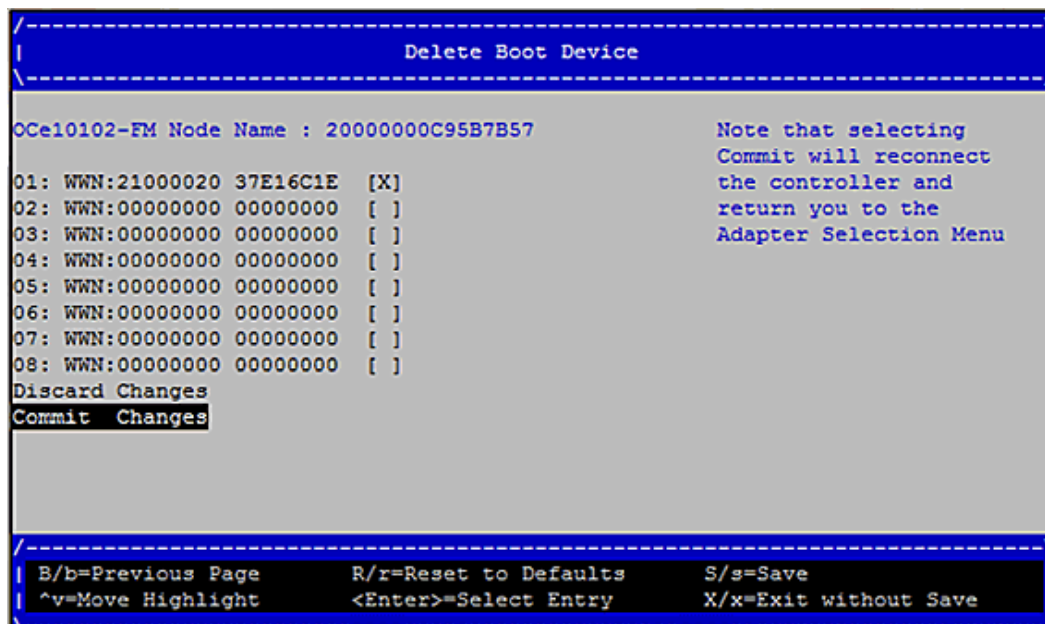 /------------------------------------------------------------------------------
| Delete Boot Device
\------------------------------------------------------------------------------/
OCe10102-FM Node Name : 20000000C95B7B57 Note that selecting
Commit will reconnect
01: WWN:21000020 37E16C1E [X] the controller and
02: WWN:00000000 00000000 [ ] return you to the
03: WWN:00000000 00000000 [ ] Adapter Selection Menu
04: WWN:00000000 00000000 [ ]
05: WWN:00000000 00000000 [ ]
06: WWN:00000000 00000000 [ ]
07: WWN:00000000 00000000 [ ]
08: WWN:00000000 00000000 [ ]
Discard Changes
Commit  Changes
/------------------------------------------------------------------------------
| B/b=Previous Page R/r=Reset to Defaults S/s=Save
| ^v=Move Highlight <Enter>=Select Entry X/x=Exit without Save
\